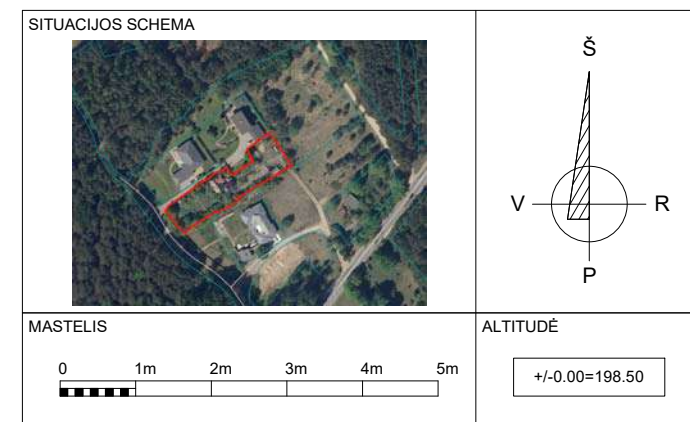 SITUACIJOS SCHEMA
Š
V R
P
MASTELIS
0 1m 2m 3m 4m 5m
ALTITUDĖ
+/-0.00=198.50